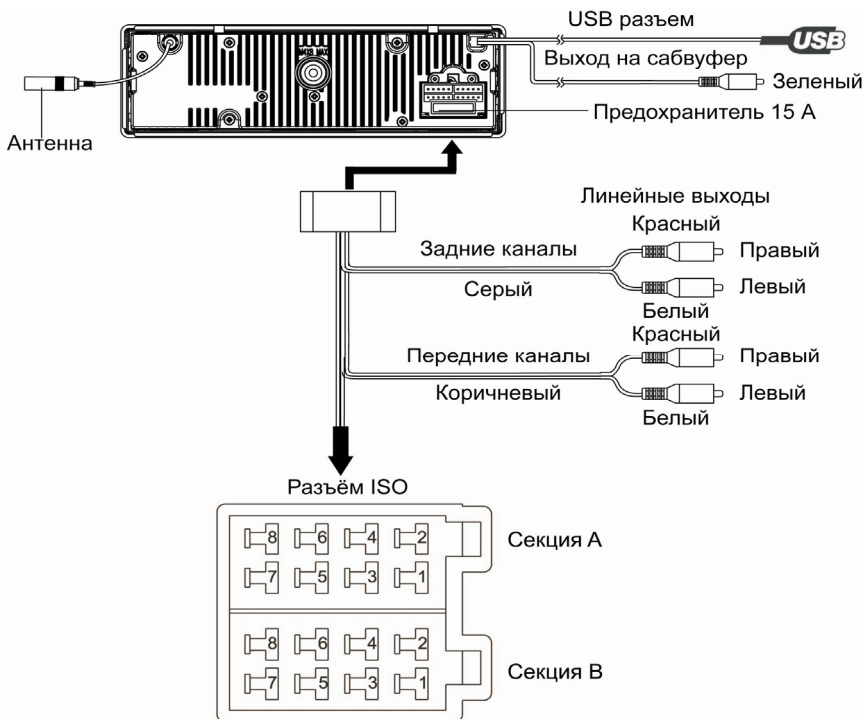 USB разъем
USB
Выход на сабвуфер
Зеленый
Предохранитель 15 А
Антенна
M4X3 MAX
Линейные выходы
Красный
Задние каналы
Правый
Серый
Левый
Белый
Красный
Передние каналы
Правый
Коричневый
Левый
Белый
Разъём ISO
8 6 4 2
Секция А
7 5 3 1
8 6 4 2
Секция В
7 5 3 1